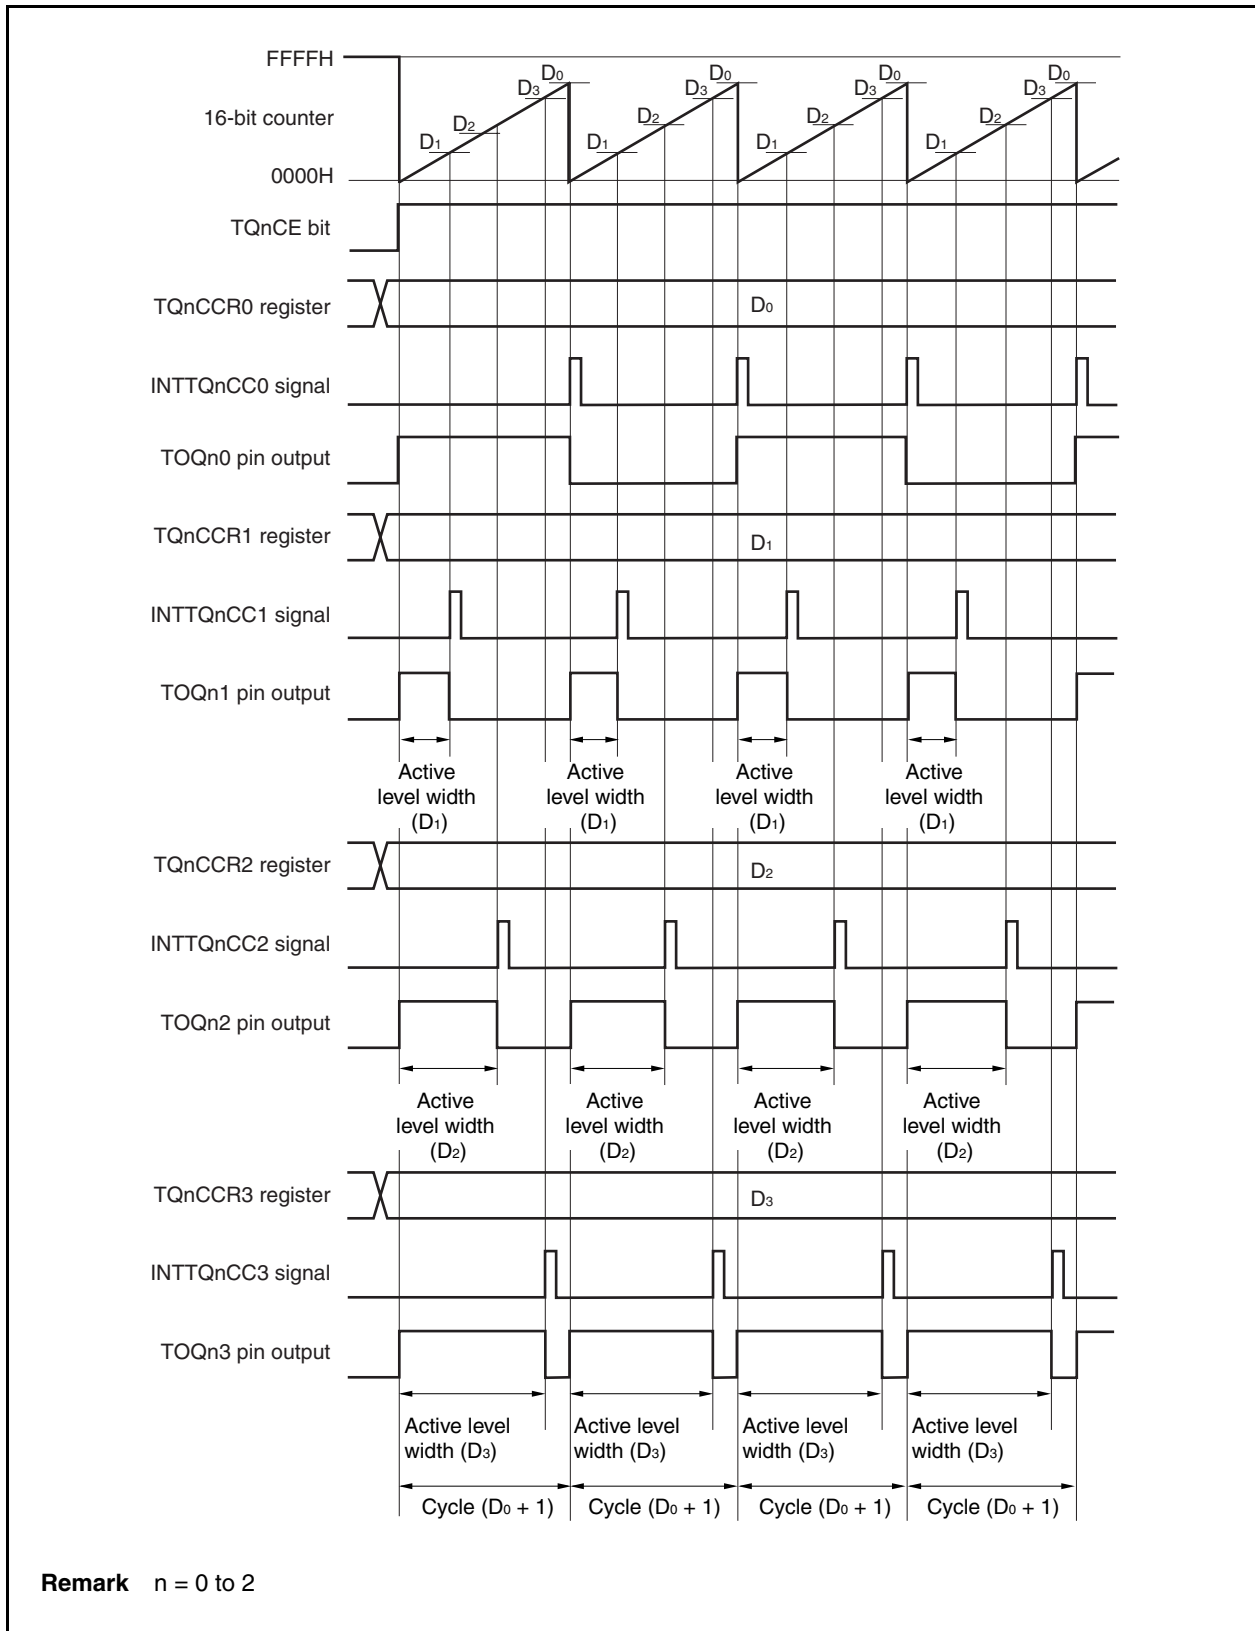 FFFFH
D0 D0 D0 D0
D3 D3 D3 D3
16-bit counter
D2 D2 D2 D2
D1 D1 D1 D1
0000H
TQnCE bit
TQnCCR0 register
D0
INTTQnCC0 signal
TOQn0 pin output
TQnCCR1 register
D1
INTTQnCC1 signal
TOQn1 pin output
Active Active Active Active
level width level width level width level width
(D1) (D1) (D1) (D1)
TQnCCR2 register
D2
INTTQnCC2 signal
TOQn2 pin output
Active Active Active Active
level width level width level width level width
(D2) (D2) (D2) (D2)
TQnCCR3 register
D3
INTTQnCC3 signal
TOQn3 pin output
Active level Active level Active level Active level
width (D3) width (D3) width (D3) width (D3)
Cycle (D0 + 1) Cycle (D0 + 1) Cycle (D0 + 1) Cycle (D0 + 1)
Remark n = 0 to 2